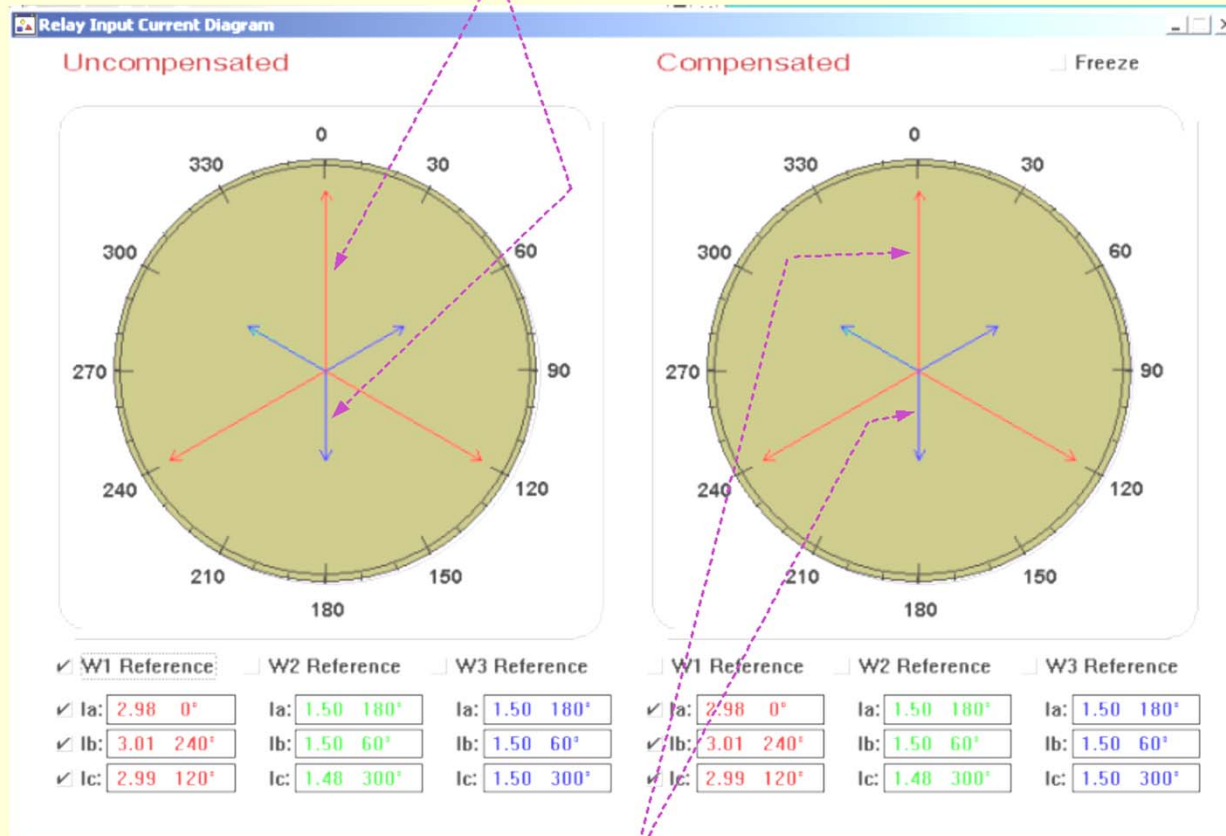 Relay Input Current Diagram
Uncompensated
Compensated
Freeze
0
330
30
300
60
270
90
240
120
210
150
180
0
330
30
300
60
270
90
240
120
210
150
180
W1 Reference
W2 Reference
W3 Reference
Ia: 2.98 0°
Ia: 1.50 180°
Ia: 1.50 180°
Ib: 3.01 240°
Ib: 1.50 60°
Ib: 1.50 60°
Ic: 2.99 120°
Ic: 1.48 300°
Ic: 1.50 300°
W1 Reference
W2 Reference
W3 Reference
Ia: 2.98 0°
Ia: 1.50 180°
Ia: 1.50 180°
Ib: 3.01 240°
Ib: 1.50 60°
Ib: 1.50 60°
Ic: 2.99 120°
Ic: 1.48 300°
Ic: 1.50 300°